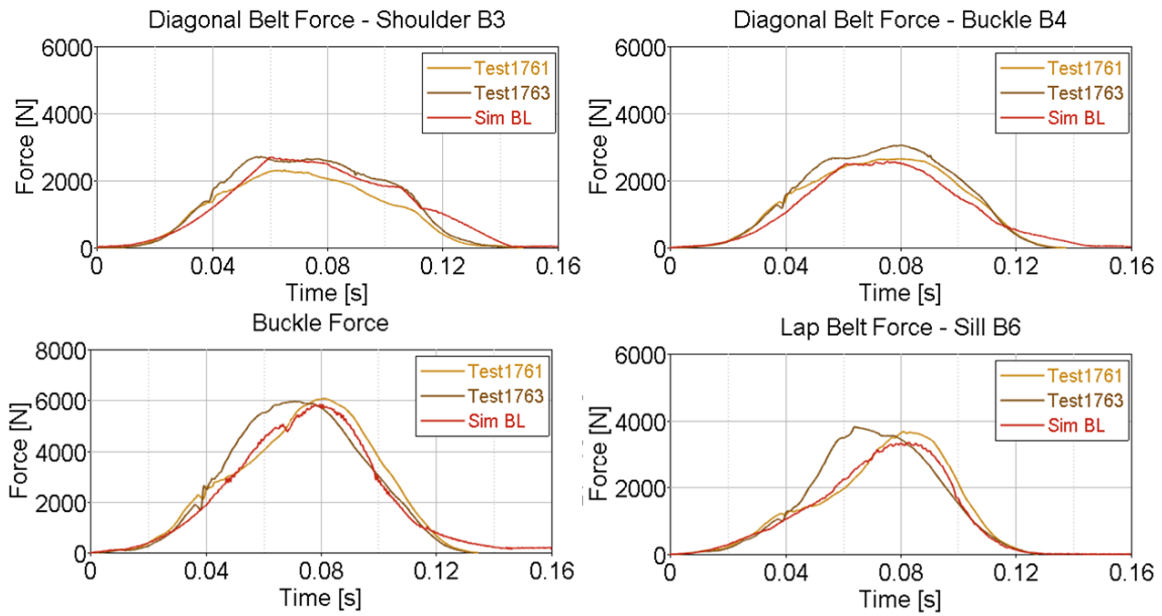 Diagonal Belt Force - Shoulder B3
6000
4000
2000
0
Force [N]
Test1761
Test1763
Sim BL
0
0.04
0.08
0.12
0.16
Time [s]
Diagonal Belt Force - Buckle B4
6000
4000
2000
0
Force [N]
Test1761
Test1763
Sim BL
0
0.04
0.08
0.12
0.16
Time [s]
Buckle Force
8000
6000
4000
2000
0
Force [N]
Test1761
Test1763
Sim BL
0
0.04
0.08
0.12
0.16
Time [s]
Lap Belt Force - Sill B6
6000
4000
2000
0
Force [N]
Test1761
Test1763
Sim BL
0
0.04
0.08
0.12
0.16
Time [s]